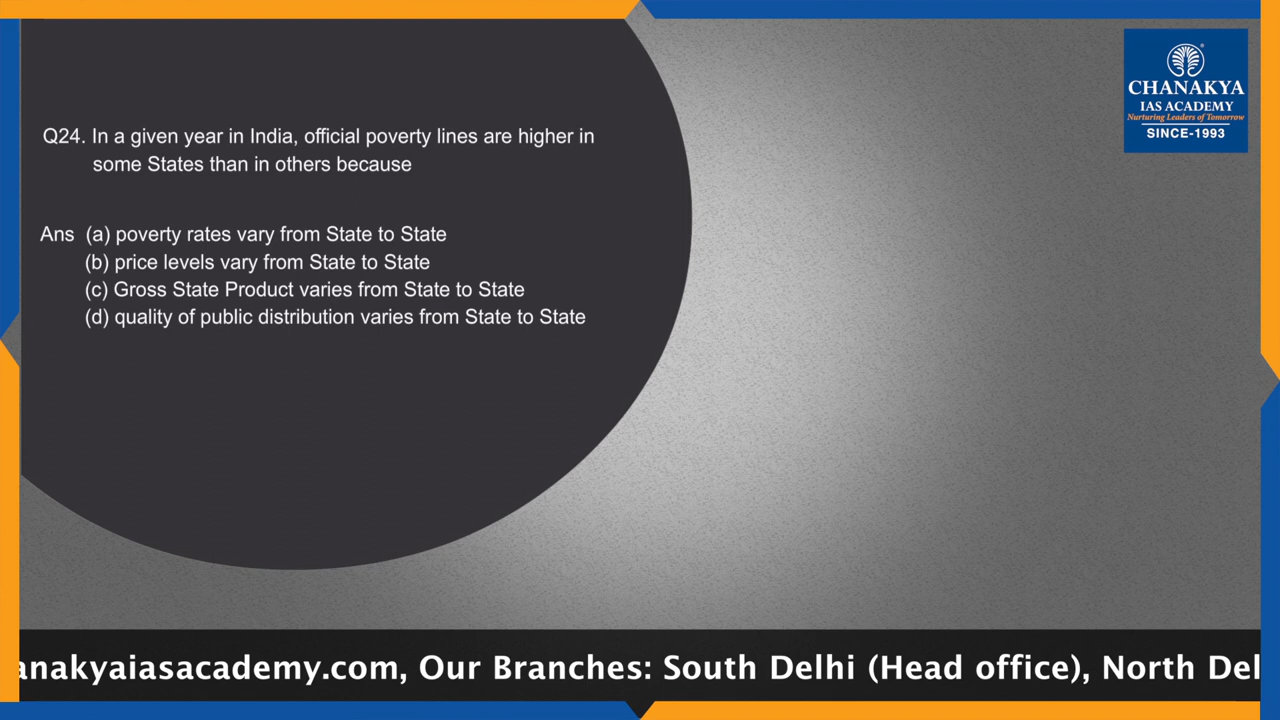 CHANAKYA
IAS ACADEMY
Nurturing Leaders of Tomorrow
SINCE-1993
Q24. In a given year in India, official poverty lines are higher in
some States than in others because
Ans (a) poverty rates vary from State to State
(b) price levels vary from State to State
(c) Gross State Product varies from State to State
(d) quality of public distribution varies from State to State
anakyaiasacademy.com, Our Branches: South Delhi (Head office), North Del